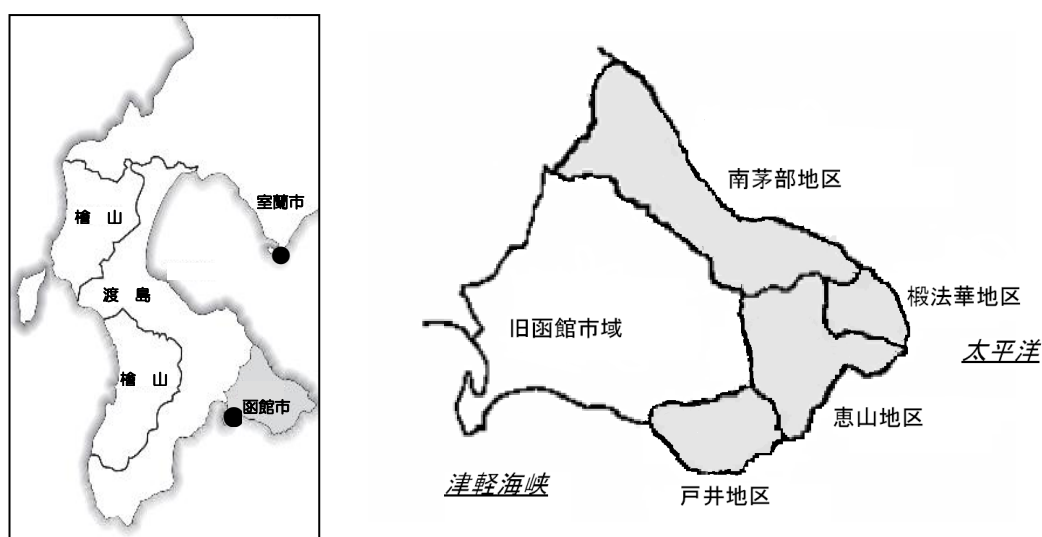 室蘭市
檜 山
渡 島
檜 山
函館市
南茅部地区
椴法華地区
旧函館市域
太平洋
恵山地区
津軽海峡
戸井地区